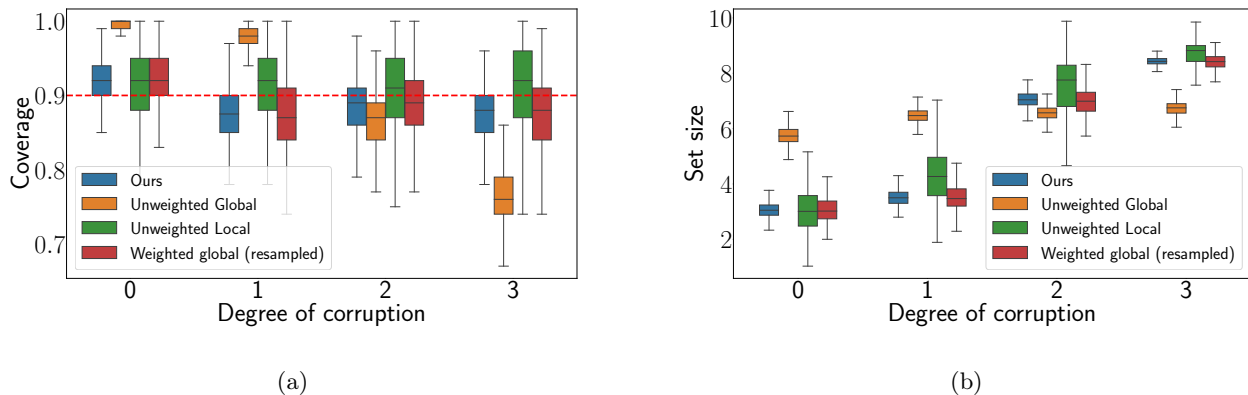 1.0
0.9
0.8
0.7
Coverage
Ours
Unweighted Global
Unweighted Local
Weighted global (resampled)
0 1 2 3
Degree of corruption
(a)
10
8
6
4
2
Set size
Ours
Unweighted Global
Unweighted Local
Weighted global (resampled)
0 1 2 3
Degree of corruption
(b)